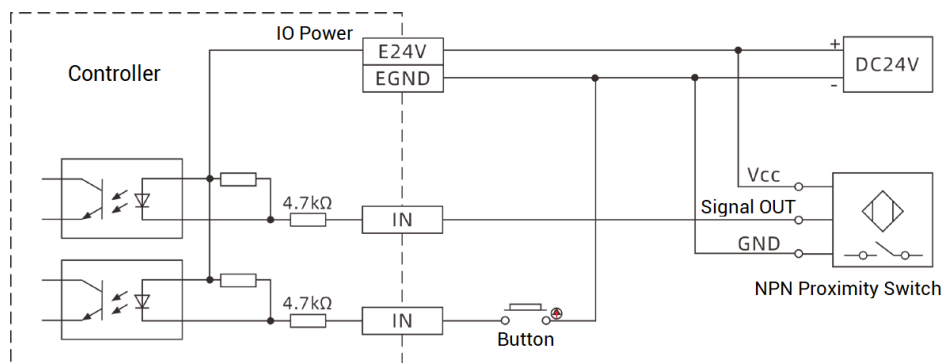 IO Power
E24V
+
DC24V
Controller
EGND
-
Vcc
4.7kΩ
IN
Signal OUT
GND
4.7kΩ
IN
NPN Proximity Switch
Button